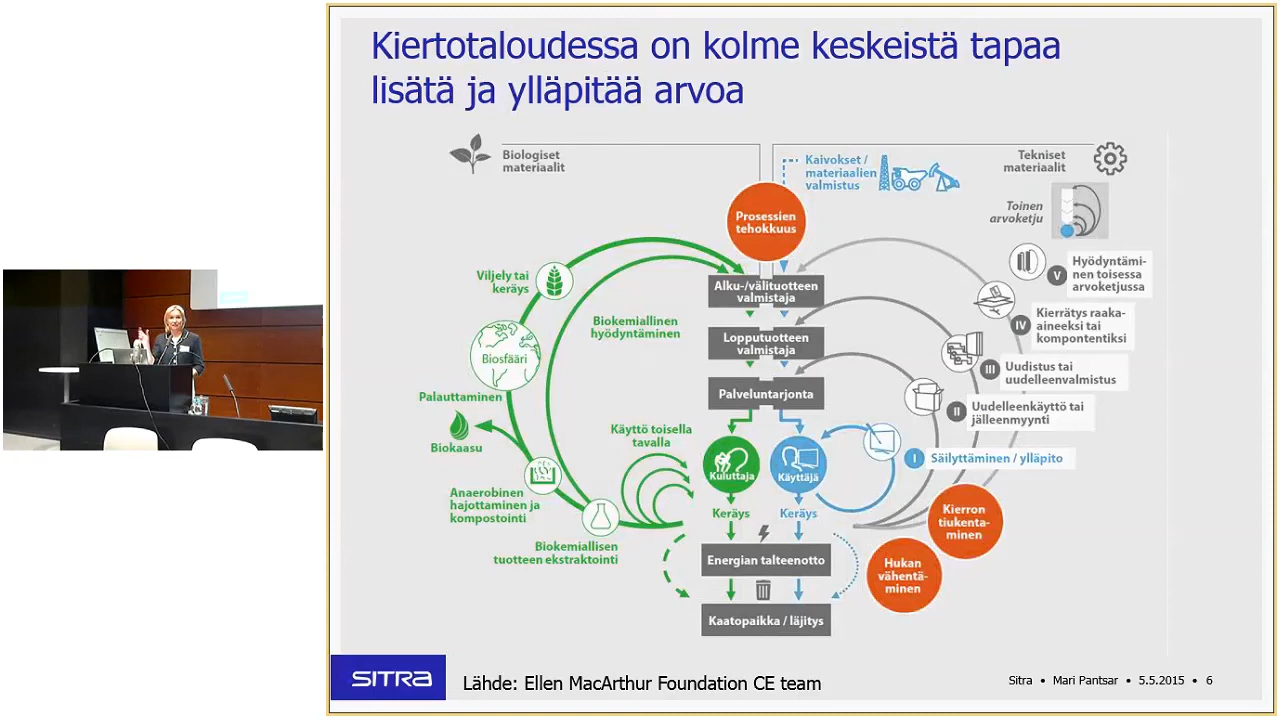 Kiertotaloudessa on kolme keskeistä tapaa
lisätä ja ylläpitää arvoa
Biologiset
materiaalit
Kaivokset /
materiaalien
valmistus
Tekniset
materiaalit
Toinen
arvoketju
Prosessien
tehokkuus
Viljely tai
keräys
Biosfääri
Palauttaminen
Biokaasu
Anaerobinen
hajottaminen ja
kompostointi
Biokemiallisen
tuotteen ekstraktointi
Biokemiallinen
hyödyntäminen
Käyttö toisella
tavalla
Alku-/välituotteen
valmistaja
Lopputuotteen
valmistaja
Palveluntarjonta
Kuluttaja
Käyttäjä
Keräys
Keräys
Energian talteenotto
Kaatopaikka / läjitys
V
Hyödyntämi-
nen toisessa
arvoketjussa
IV
Kierrätys raaka-
aineeksi tai
kompontentiksi
III
Uudistus tai
uudelleenvalmistus
II
Uudelleenkäyttö tai
jälleenmyynti
I
Säilyttäminen / ylläpito
Kierron
tiukenta-
minen
Hukan
vähentä-
minen
SITRA
Lähde: Ellen MacArthur Foundation CE team
Sitra • Mari Pantsar • 5.5.2015 • 6